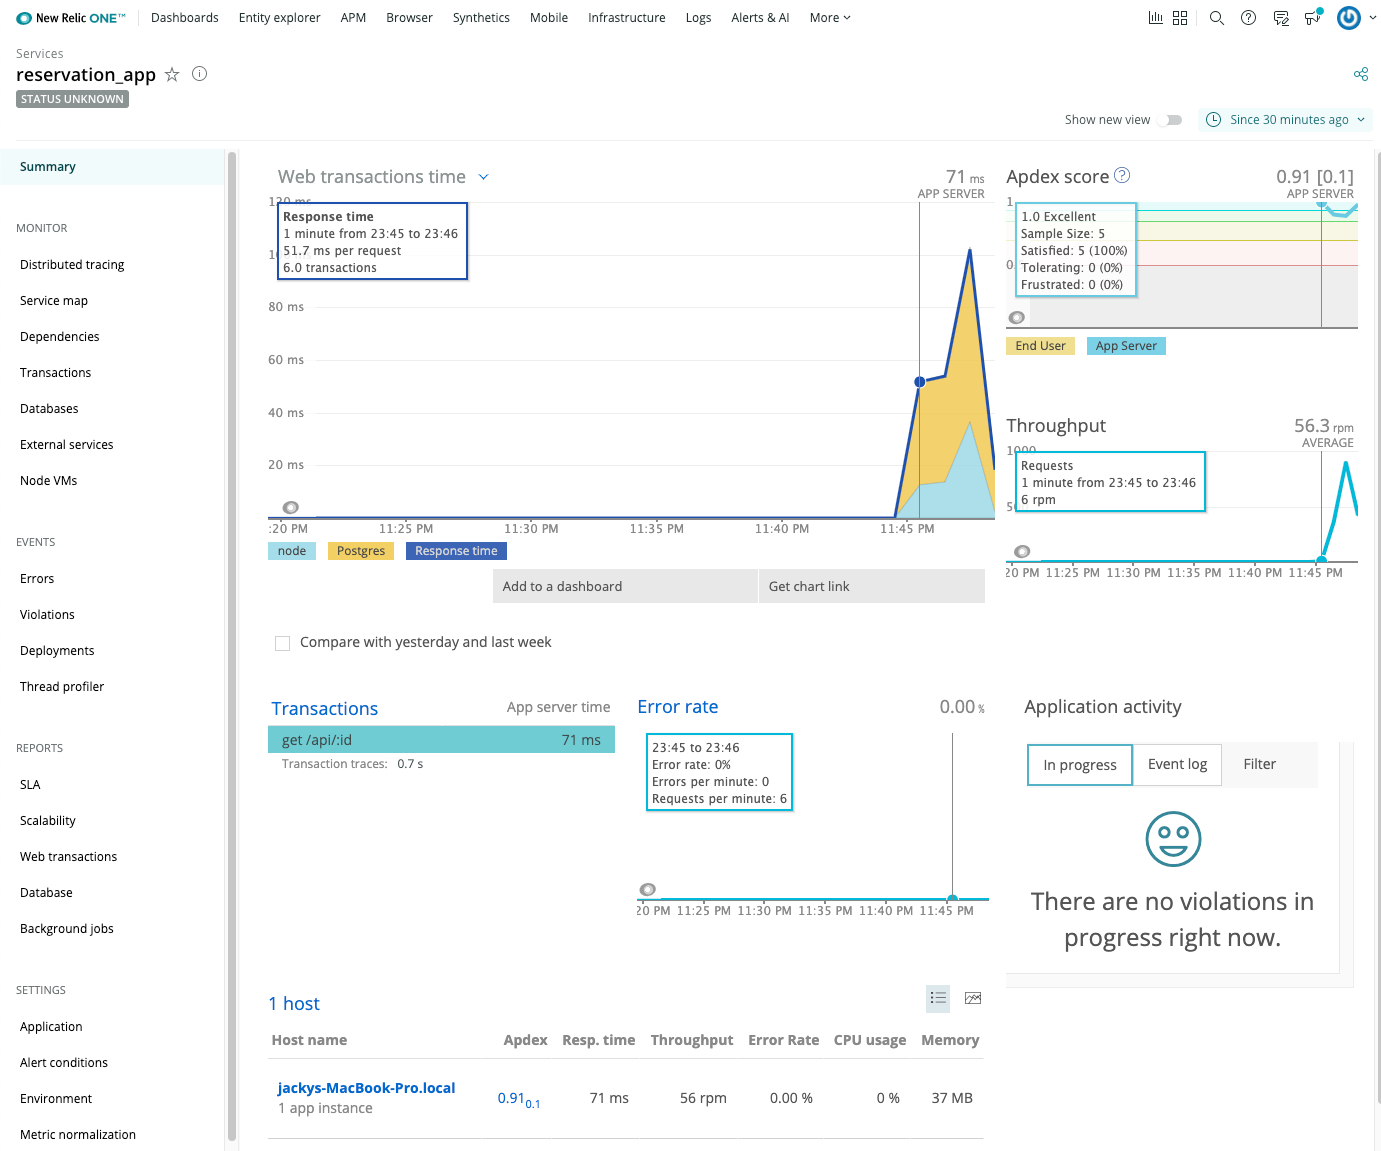 New Relic ONE™ Dashboards Entity explorer APM Browser Synthetics Mobile Infrastructure Logs Alerts & AI More
Services
reservation_app
STATUS UNKNOWN
Show new view Since 30 minutes ago
Summary
MONITOR
Distributed tracing
Service map
Dependencies
Transactions
Databases
External services
Node VMs
EVENTS
Errors
Violations
Deployments
Thread profiler
REPORTS
SLA
Scalability
Web transactions
Database
Background jobs
SETTINGS
Application
Alert conditions
Environment
Metric normalization
Web transactions time
71 ms
APP SERVER
120 ms
Response time
1 minute from 23:45 to 23:46
51.7 ms per request
6.0 transactions
80 ms
60 ms
40 ms
20 ms
:20 PM 11:25 PM 11:30 PM 11:35 PM 11:40 PM 11:45 PM
node Postgres Response time
Add to a dashboard Get chart link
Compare with yesterday and last week
Apdex score
0.91 [0.1]
APP SERVER
1
0.
1.0 Excellent
Sample Size: 5
Satisfied: 5 (100%)
Tolerating: 0 (0%)
Frustrated: 0 (0%)
End User App Server
Throughput
56.3 rpm
AVERAGE
1000
Requests
1 minute from 23:45 to 23:46
6 rpm
20 PM 11:25 PM 11:30 PM 11:35 PM 11:40 PM 11:45 PM
Transactions App server time
get /api/:id 71 ms
Transaction traces: 0.7 s
Error rate 0.00 %
23:45 to 23:46
Error rate: 0%
Errors per minute: 0
Requests per minute: 6
20 PM 11:25 PM 11:30 PM 11:35 PM 11:40 PM 11:45 PM
Application activity
In progress Event log Filter
There are no violations in
progress right now.
1 host
Host name Apdex Resp. time Throughput Error Rate CPU usage Memory
jackys-MacBook-Pro.local 0.91 0.1 71 ms 56 rpm 0.00 % 0 % 37 MB
1 app instance